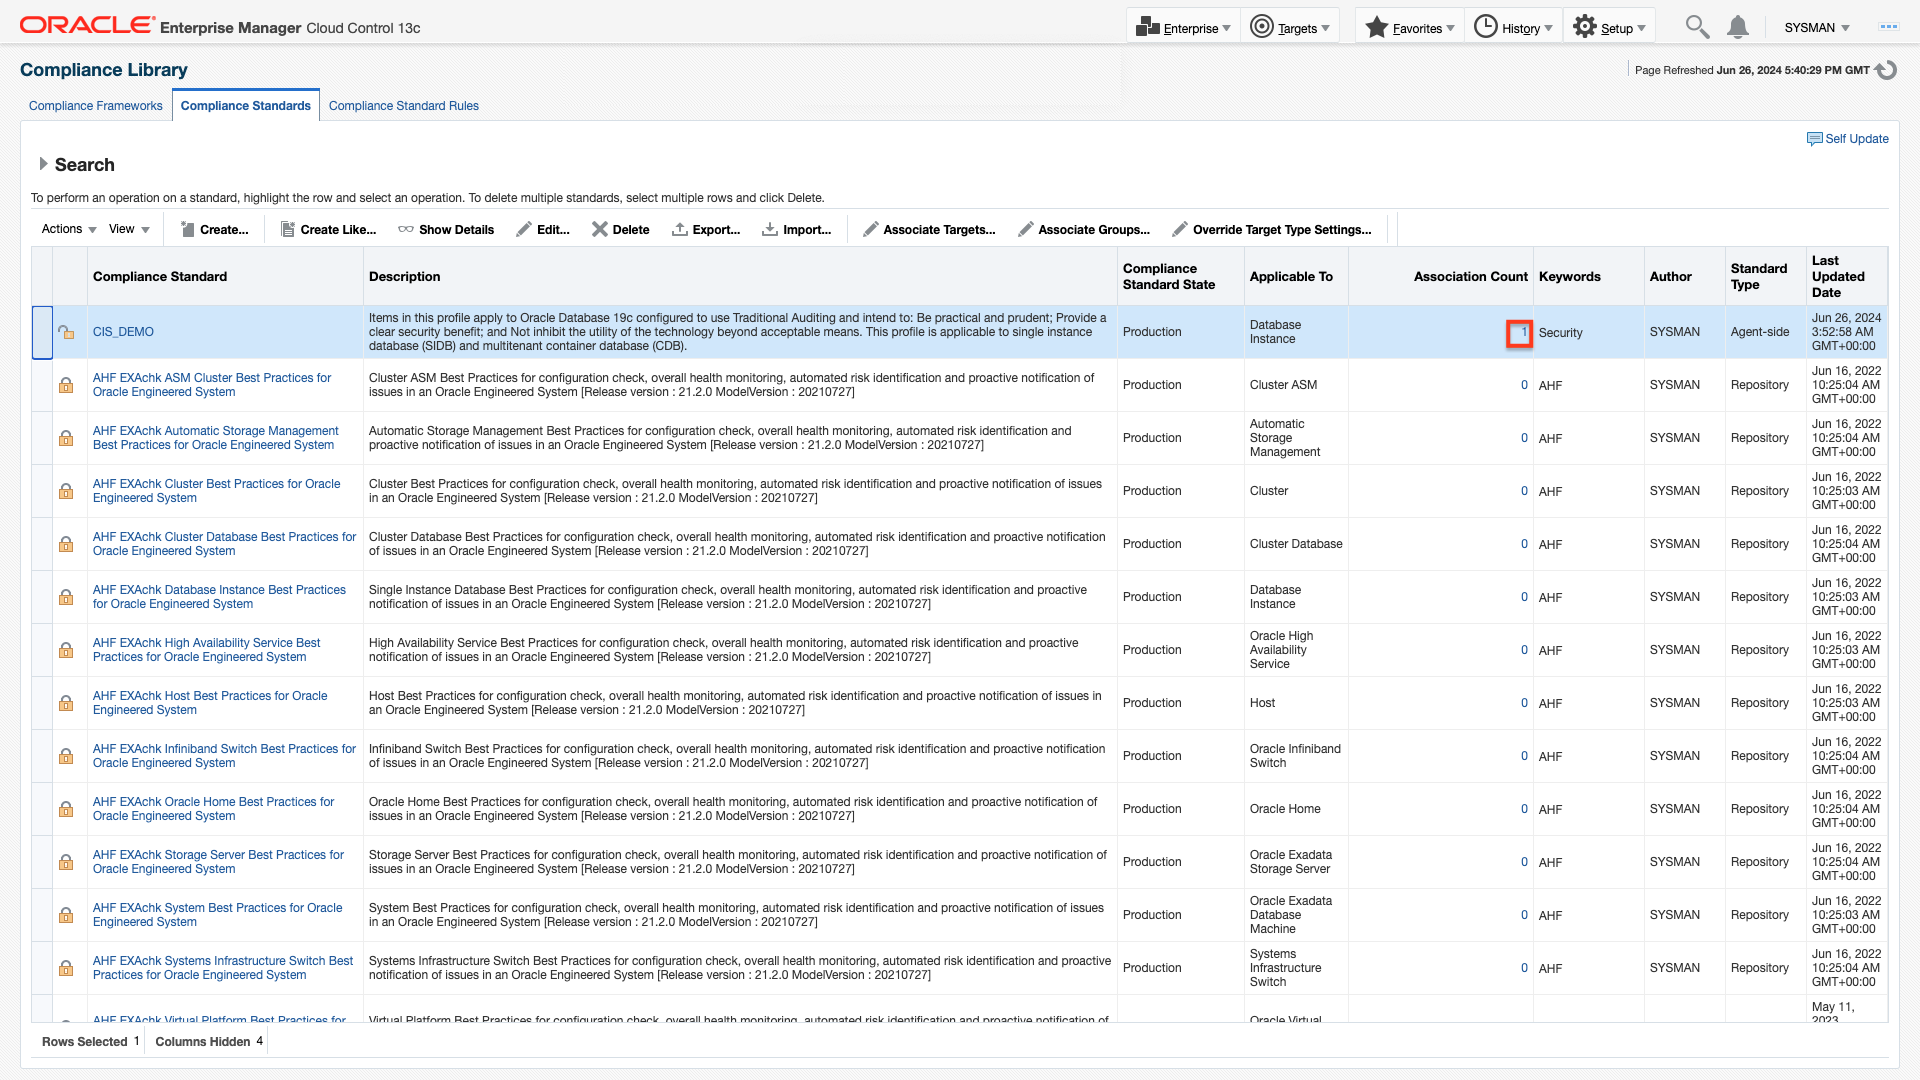 ORACLE Enterprise Manager Cloud Control 13c
Enterprise Targets Favorites History Setup SYSMAN
Compliance Library
Page Refreshed Jun 26, 2024 5:40:29 PM GMT
Compliance Frameworks Compliance Standards Compliance Standard Rules
Self Update
Search
To perform an operation on a standard, highlight the row and select an operation. To delete multiple standards, select multiple rows and click Delete.
Actions View Create... Create Like... Show Details Edit... Delete Export... Import... Associate Targets... Associate Groups... Override Target Type Settings...
Compliance Standard
Description
Compliance
Standard State
Applicable To
Association Count
Keywords
Author
Standard
Type
Last
Updated
Date
CIS_DEMO
Items in this profile apply to Oracle Database 19c configured to use Traditional Auditing and intend to: Be practical and prudent; Provide a
clear security benefit; and Not inhibit the utility of the technology beyond acceptable means. This profile is applicable to single instance
database (SIDB) and multitenant container database (CDB).
Production
Database
Instance
1
Security
SYSMAN
Agent-side
Jun 26, 2024
3:52:58 AM
GMT+00:00
AHF EXAchk ASM Cluster Best Practices for
Oracle Engineered System
Cluster ASM Best Practices for configuration check, overall health monitoring, automated risk identification and proactive notification of
issues in an Oracle Engineered System [Release version : 21.2.0 ModelVersion : 20210727]
Production
Cluster ASM
0
AHF
SYSMAN
Repository
Jun 16, 2022
10:25:04 AM
GMT+00:00
AHF EXAchk Automatic Storage Management
Best Practices for Oracle Engineered System
Automatic Storage Management Best Practices for configuration check, overall health monitoring, automated risk identification and
proactive notification of issues in an Oracle Engineered System [Release version : 21.2.0 ModelVersion : 20210727]
Production
Automatic
Storage
Management
0
AHF
SYSMAN
Repository
Jun 16, 2022
10:25:04 AM
GMT+00:00
AHF EXAchk Cluster Best Practices for Oracle
Engineered System
Cluster Best Practices for configuration check, overall health monitoring, automated risk identification and proactive notification of issues
in an Oracle Engineered System [Release version : 21.2.0 ModelVersion : 20210727]
Production
Cluster
0
AHF
SYSMAN
Repository
Jun 16, 2022
10:25:03 AM
GMT+00:00
AHF EXAchk Cluster Database Best Practices for
Oracle Engineered System
Cluster Database Best Practices for configuration check, overall health monitoring, automated risk identification and proactive notification
of issues in an Oracle Engineered System [Release version : 21.2.0 ModelVersion : 20210727]
Production
Cluster Database
0
AHF
SYSMAN
Repository
Jun 16, 2022
10:25:04 AM
GMT+00:00
AHF EXAchk Database Instance Best Practices
for Oracle Engineered System
Single Instance Database Best Practices for configuration check, overall health monitoring, automated risk identification and proactive
notification of issues in an Oracle Engineered System [Release version : 21.2.0 ModelVersion : 20210727]
Production
Database
Instance
0
AHF
SYSMAN
Repository
Jun 16, 2022
10:25:03 AM
GMT+00:00
AHF EXAchk High Availability Service Best
Practices for Oracle Engineered System
High Availability Service Best Practices for configuration check, overall health monitoring, automated risk identification and proactive
notification of issues in an Oracle Engineered System [Release version : 21.2.0 ModelVersion : 20210727]
Production
Oracle High
Availability
Service
0
AHF
SYSMAN
Repository
Jun 16, 2022
10:25:03 AM
GMT+00:00
AHF EXAchk Host Best Practices for Oracle
Engineered System
Host Best Practices for configuration check, overall health monitoring, automated risk identification and proactive notification of issues in
an Oracle Engineered System [Release version : 21.2.0 ModelVersion : 20210727]
Production
Host
0
AHF
SYSMAN
Repository
Jun 16, 2022
10:25:03 AM
GMT+00:00
AHF EXAchk Infiniband Switch Best Practices for
Oracle Engineered System
Infiniband Switch Best Practices for configuration check, overall health monitoring, automated risk identification and proactive notification
of issues in an Oracle Engineered System [Release version : 21.2.0 ModelVersion : 20210727]
Production
Oracle Infiniband
Switch
0
AHF
SYSMAN
Repository
Jun 16, 2022
10:25:04 AM
GMT+00:00
AHF EXAchk Oracle Home Best Practices for
Oracle Engineered System
Oracle Home Best Practices for configuration check, overall health monitoring, automated risk identification and proactive notification of
issues in an Oracle Engineered System [Release version : 21.2.0 ModelVersion : 20210727]
Production
Oracle Home
0
AHF
SYSMAN
Repository
Jun 16, 2022
10:25:04 AM
GMT+00:00
AHF EXAchk Storage Server Best Practices for
Oracle Engineered System
Storage Server Best Practices for configuration check, overall health monitoring, automated risk identification and proactive notification of
issues in an Oracle Engineered System [Release version : 21.2.0 ModelVersion : 20210727]
Production
Oracle Exadata
Storage Server
0
AHF
SYSMAN
Repository
Jun 16, 2022
10:25:04 AM
GMT+00:00
AHF EXAchk System Best Practices for Oracle
Engineered System
System Best Practices for configuration check, overall health monitoring, automated risk identification and proactive notification of issues
in an Oracle Engineered System [Release version : 21.2.0 ModelVersion : 20210727]
Production
Oracle Exadata
Database
Machine
0
AHF
SYSMAN
Repository
Jun 16, 2022
10:25:03 AM
GMT+00:00
AHF EXAchk Systems Infrastructure Switch Best
Practices for Oracle Engineered System
Systems Infrastructure Switch Best Practices for configuration check, overall health monitoring, automated risk identification and proactive
notification of issues in an Oracle Engineered System [Release version : 21.2.0 ModelVersion : 20210727]
Production
Systems
Infrastructure
Switch
0
AHF
SYSMAN
Repository
Jun 16, 2022
10:25:04 AM
GMT+00:00
AHF EXAchk Virtual Platform Best Practices for
Virtual Platform Best Practices for configuration check, overall health monitoring, automated risk identification and proactive notification of
Oracle Virtual
May 11,
2023
Rows Selected 1 Columns Hidden 4